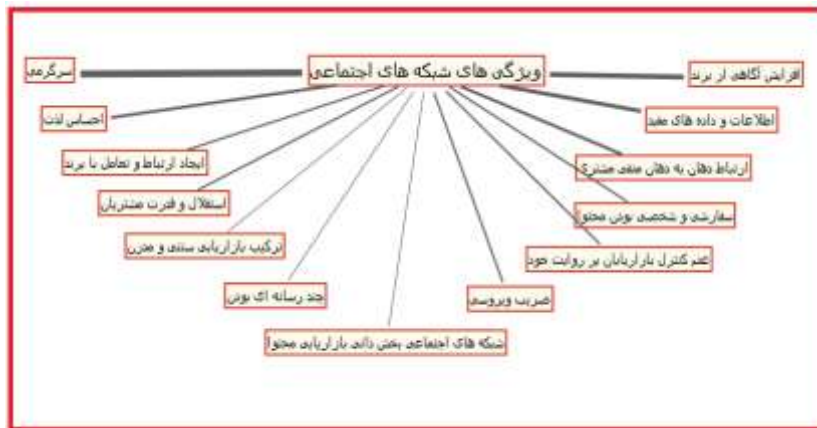 ویژگی های شبکه های اجتماعی
افزایش آگاهی از برند
سرگرمی
اطلاعات و داده های مفید
احساس لذت
ارتباط دهان به دهان منفی مشتری
ایجاد ارتباط و تعامل با برند
سفارشی و شخصی بودن محتوا
استقلال و قدرت مشتریان
عدم کنترل بازاریابان بر روایت خود
ترکیب بازاریابی سنتی و مدرن
ضریب ویروسی
چند رسانه ای بودن
شبکه های اجتماعی بخش ذاتی بازاریابی محتوا